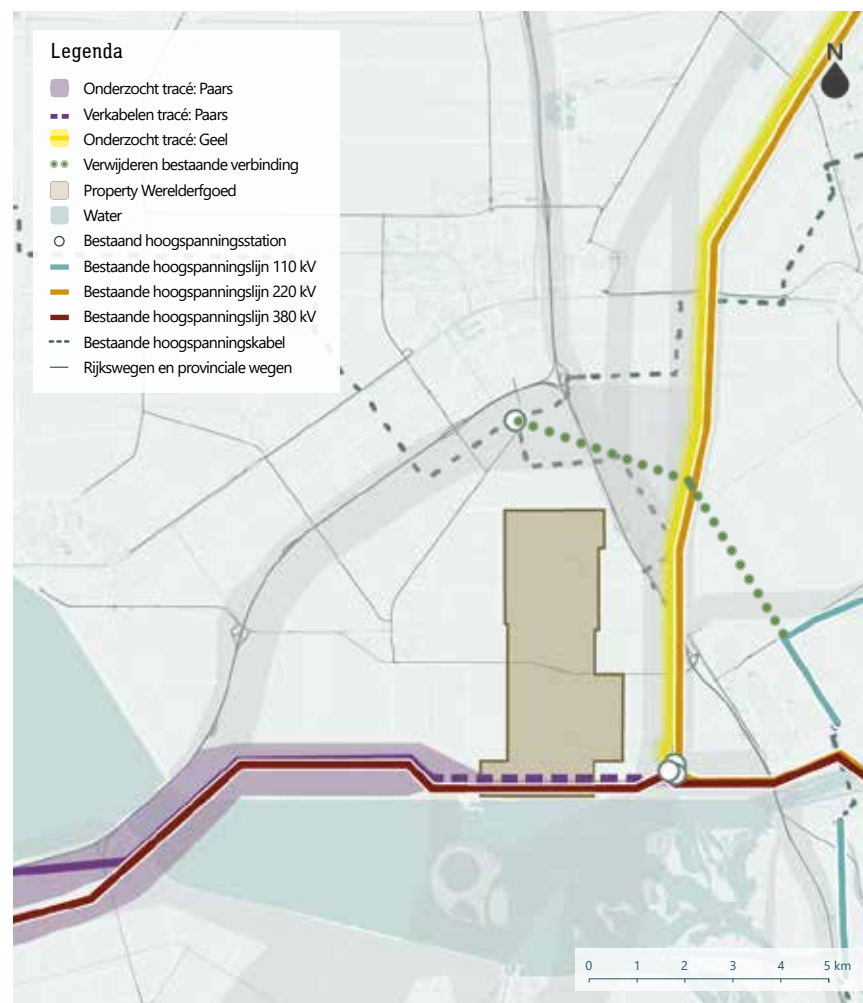 Legenda
Onderzocht tracé: Paars
Verkabelen tracé: Paars
Onderzocht tracé: Geel
Verwijderen bestaande verbinding
Property Werelderfgoed
Water
Bestaand hoogspanningsstation
Bestaande hoogspanningslijn 110 kV
Bestaande hoogspanningslijn 220 kV
Bestaande hoogspanningslijn 380 kV
Bestaande hoogspanningskabel
Rijkswegen en provinciale wegen
N
0 1 2 3 4 5 km